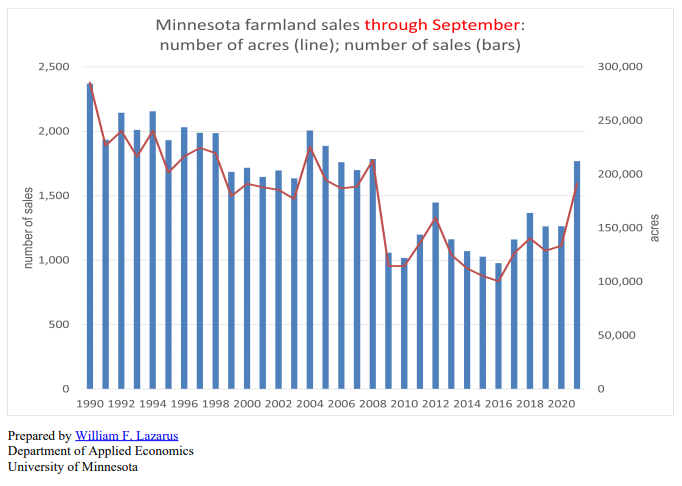 Minnesota farmland sales through September:
number of acres (line); number of sales (bars)
2,500
2,000
1,500
1,000
500
0
number of sales
300,000
250,000
200,000
150,000
100,000
50,000
0
acres
1990 1992 1994 1996 1998 2000 2002 2004 2006 2008 2010 2012 2014 2016 2018 2020
Prepared by William F. Lazarus
Department of Applied Economics
University of Minnesota